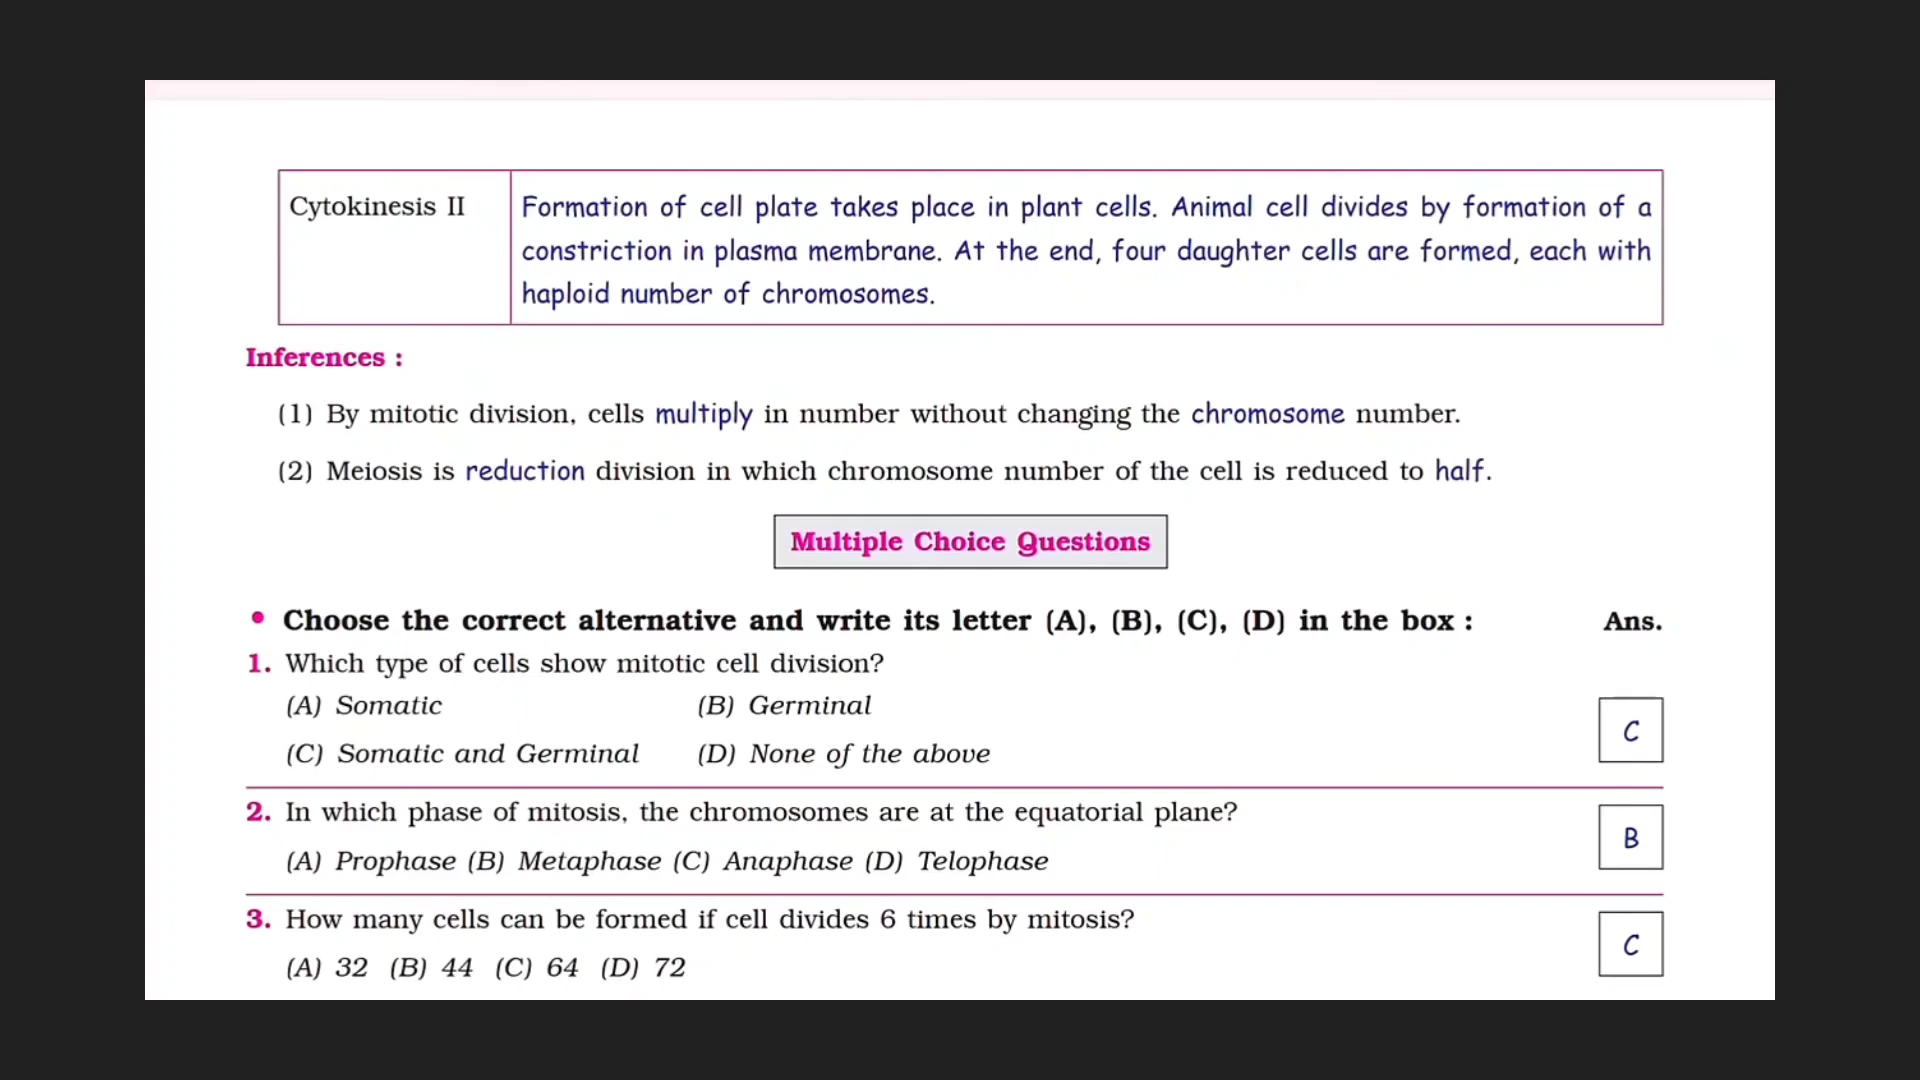 Cytokinesis II
Formation of cell plate takes place in plant cells. Animal cell divides by formation of a
constriction in plasma membrane. At the end, four daughter cells are formed, each with
haploid number of chromosomes.
Inferences :
(1) By mitotic division, cells multiply in number without changing the chromosome number.
(2) Meiosis is reduction division in which chromosome number of the cell is reduced to half.
Multiple Choice Questions
• Choose the correct alternative and write its letter (A), (B), (C), (D) in the box : Ans.
1. Which type of cells show mitotic cell division?
(A) Somatic (B) Germinal
C
(C) Somatic and Germinal (D) None of the above
2. In which phase of mitosis, the chromosomes are at the equatorial plane?
B
(A) Prophase (B) Metaphase (C) Anaphase (D) Telophase
3. How many cells can be formed if cell divides 6 times by mitosis?
C
(A) 32 (B) 44 (C) 64 (D) 72